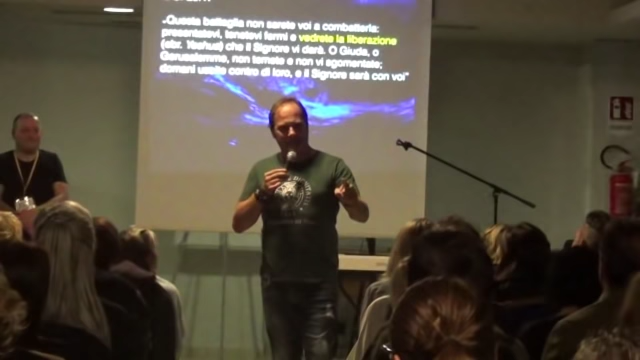 "Questa battaglia non sarete voi a combatterla:
presentatevi, tenetevi fermi e vedrete la liberazione
(ebr. Yeshua) che il Signore vi darà. O Giuda, o
Gerusalemme, non temete e non vi sgomentate;
domani uscite contro di loro, e il Signore sarà con voi"